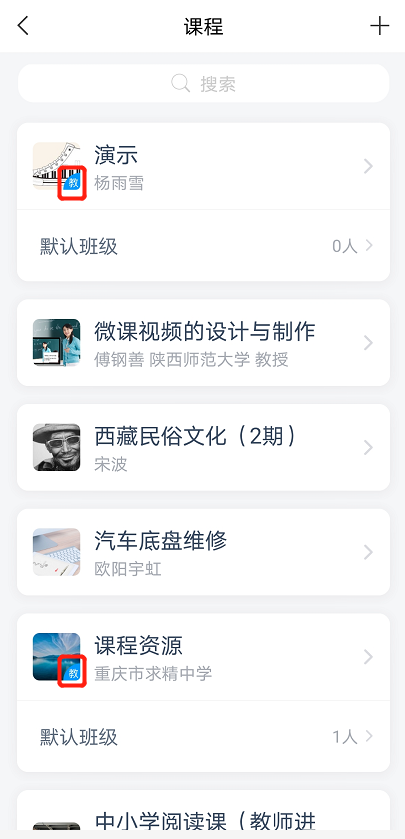 课程
搜索
演示
教
杨雨雪
默认班级
0人
微课视频的设计与制作
傅钢善 陕西师范大学 教授
西藏民俗文化（2期）
宋波
汽车底盘维修
欧阳宇虹
课程资源
教
重庆市求精中学
默认班级
1人
中小学阅读课（教师进